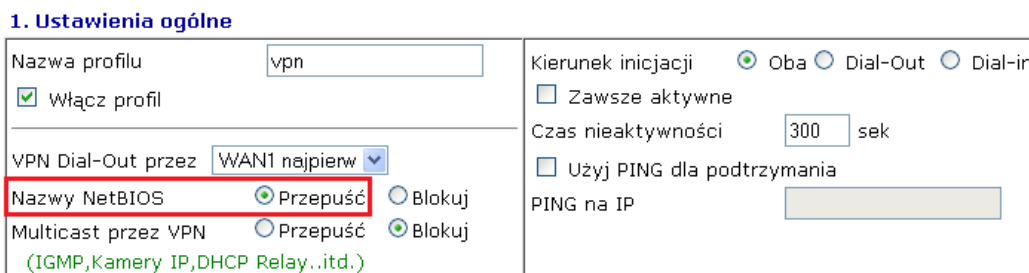 1. Ustawienia ogólne
Nazwa profilu vpn
Włącz profil
VPN Dial-Out przez WAN1 najpierw
Nazwy NetBIOS Przepuść Blokuj
Multicast przez VPN Przepuść Blokuj
(IGMP,Kamery IP,DHCP Relay..itd.)
Kierunek inicjacji Oba Dial-Out Dial-in
Zawsze aktywne
Czas nieaktywności 300 sek
Użyj PING dla podtrzymania
PING na IP